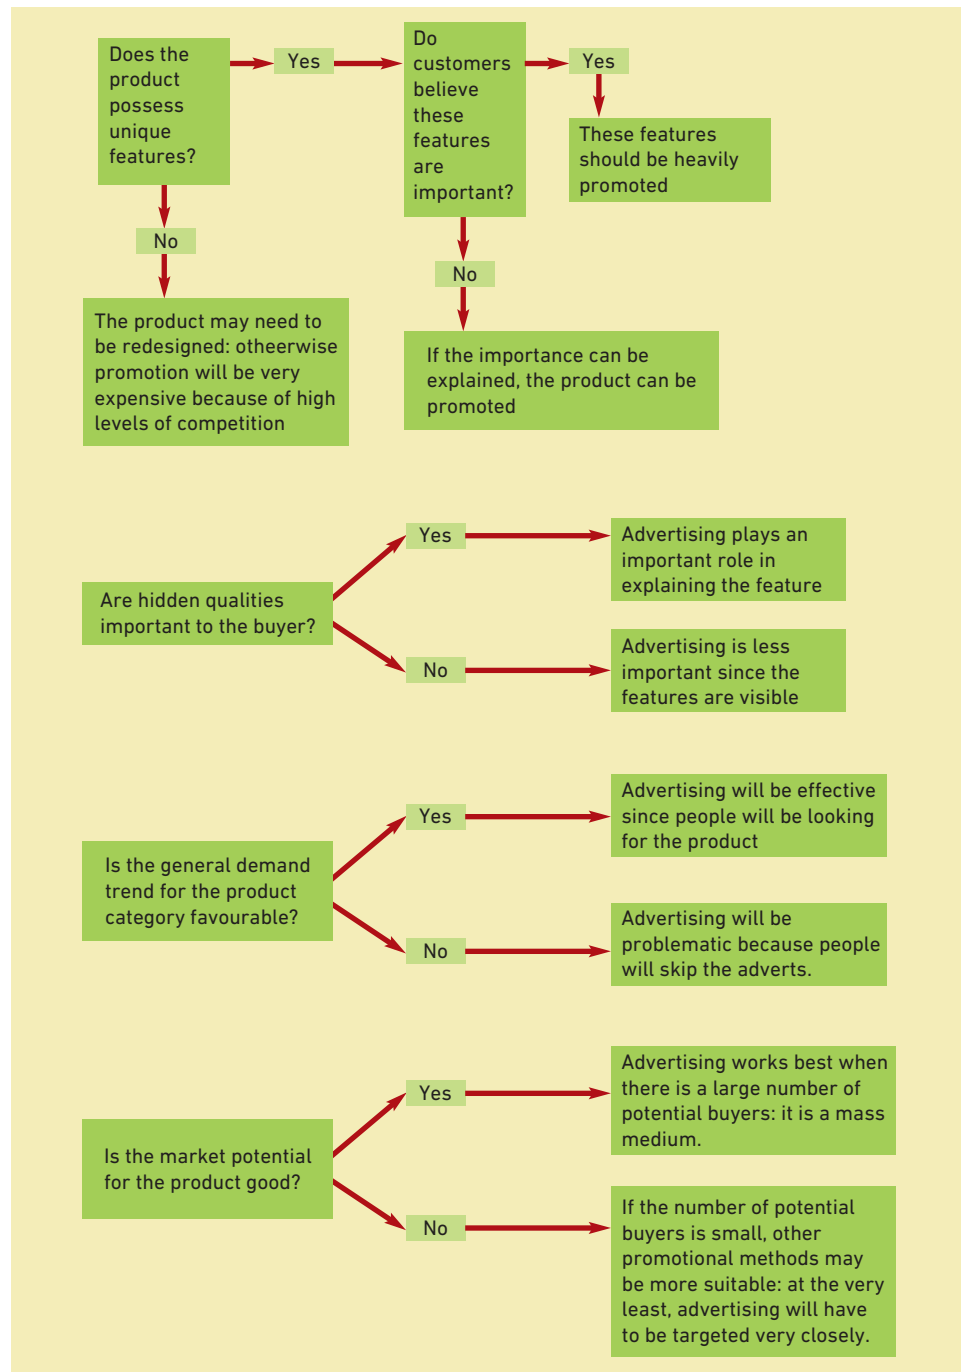 Does the
product
possess
unique
features?
Yes
Do
customers
believe
these
features
are
important?
Yes
These features
should be heavily
promoted
No
The product may need to
be redesigned: otheerwise
promotion will be very
expensive because of high
levels of competition
No
If the importance can be
explained, the product can be
promoted
Are hidden qualities
important to the buyer?
Yes
Advertising plays an
important role in
explaining the feature
No
Advertising is less
important since the
features are visible
Is the general demand
trend for the product
category favourable?
Yes
Advertising will be effective
since people will be looking
for the product
No
Advertising will be
problematic because people
will skip the adverts.
Is the market potential
for the product good?
Yes
Advertising works best when
there is a large number of
potential buyers: it is a mass
medium.
No
If the number of potential
buyers is small, other
promotional methods may
be more suitable: at the very
least, advertising will have
to be targeted very closely.